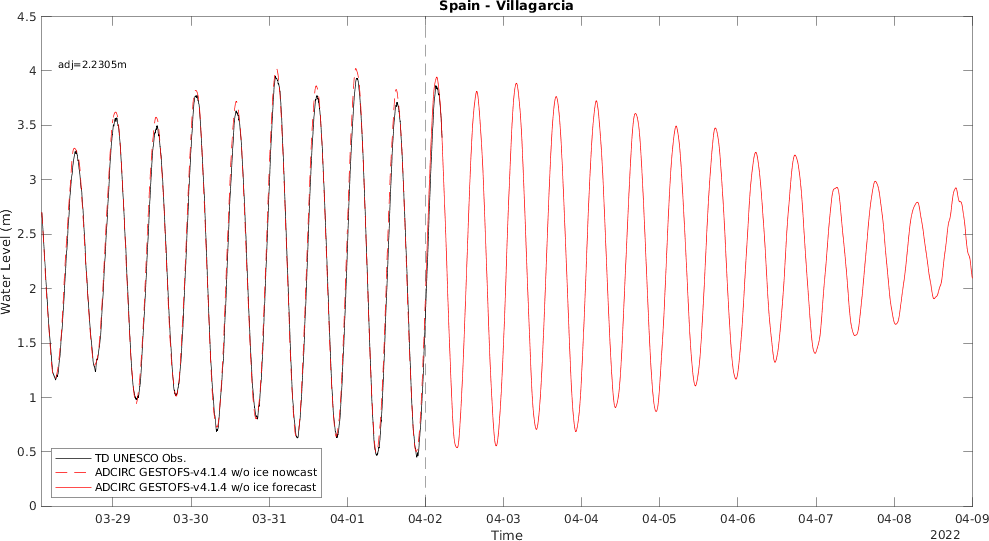 Spain - Villagarcia
4.5
adj=2.2305m
4
3.5
3
2.5
2
1.5
1
0.5
0
Water Level (m)
TD UNESCO Obs.
ADCIRC GESTOFS-v4.1.4 w/o ice nowcast
ADCIRC GESTOFS-v4.1.4 w/o ice forecast
03-29 03-30 03-31 04-01 04-02 04-03 04-04 04-05 04-06 04-07 04-08 04-09
Time
2022